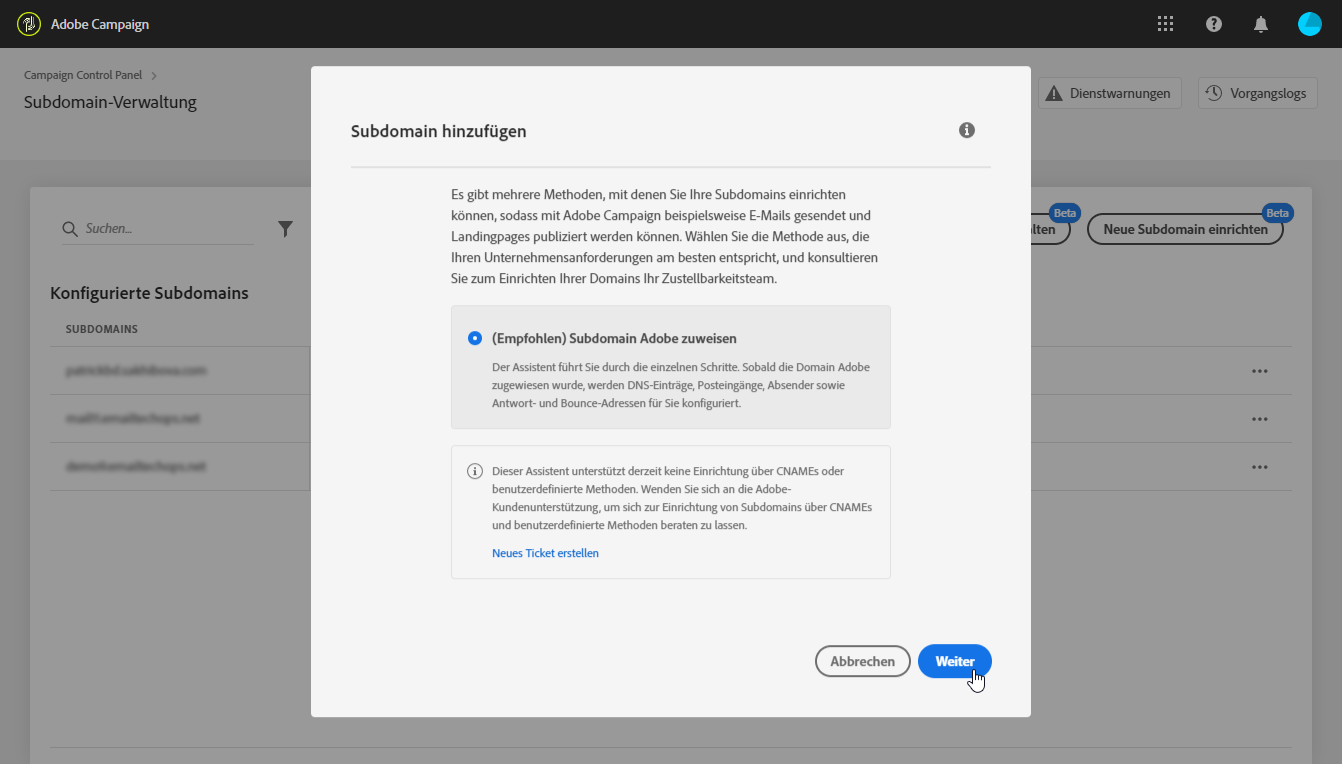 Adobe Campaign
Campaign Control Panel
Subdomain-Verwaltung
Dienstwarnungen
Vorgangslogs
Suchen...
Beta
lten
Beta
Neue Subdomain einrichten
Konfigurierte Subdomains
SUBDOMAINS
Subdomain hinzufügen
Es gibt mehrere Methoden, mit denen Sie Ihre Subdomains einrichten
können, sodass mit Adobe Campaign beispielsweise E-Mails gesendet und
Landingpages publiziert werden können. Wählen Sie die Methode aus, die
Ihren Unternehmensanforderungen am besten entspricht, und konsultieren
Sie zum Einrichten Ihrer Domains Ihr Zustellbarkeitsteam.
(Empfohlen) Subdomain Adobe zuweisen
Der Assistent führt Sie durch die einzelnen Schritte. Sobald die Domain Adobe
zugewiesen wurde, werden DNS-Einträge, Posteingänge, Absender sowie
Antwort- und Bounce-Adressen für Sie konfiguriert.
Dieser Assistent unterstützt derzeit keine Einrichtung über CNAMEs oder
benutzerdefinierte Methoden. Wenden Sie sich an die Adobe-
Kundenunterstützung, um sich zur Einrichtung von Subdomains über CNAMEs
und benutzerdefinierte Methoden beraten zu lassen.
Neues Ticket erstellen
Abbrechen
Weiter